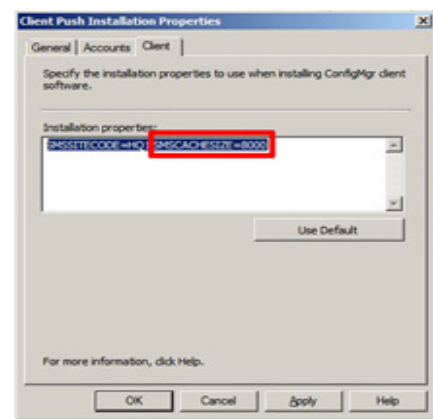 Client Push Installation Properties
General Accounts Client
Specify the installation properties to use when installing ConfigMgr client
software.
Installation properties:
SMSSITECODE=HQ1 SMSCACHESIZE=8000
Use Default
For more information, click Help.
OK Cancel Apply Help